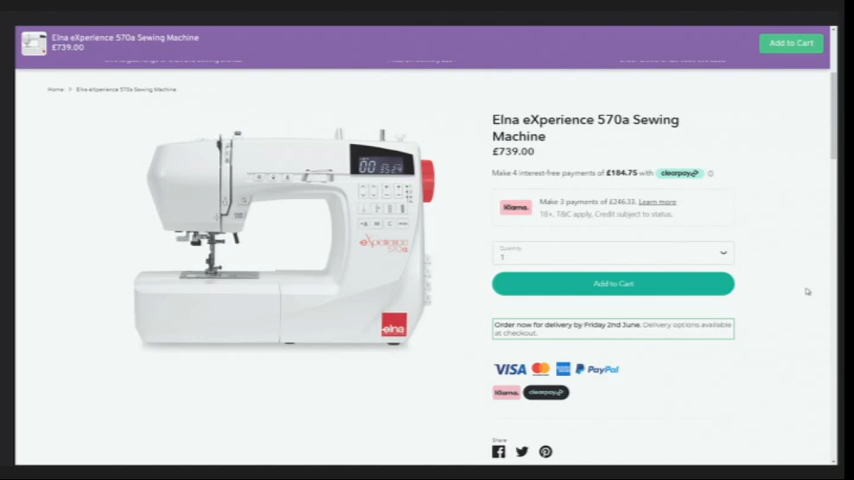 Elna eXperience 570a Sewing Machine
£739.00
Add to Cart
Home > Elna eXperience 570a Sewing Machine
Elna eXperience 570a Sewing
Machine
£739.00
Make 4 interest-free payments of £184.75 with clearpay
Klarna. Make 3 payments of £246.33. Learn more
18+, T&C apply, Credit subject to status.
Quantity
1
Add to Cart
Order now for delivery by Friday 2nd June. Delivery options available
at checkout.
VISA PayPal
Klarna. clearpay
Share
eXperience
570a
elna